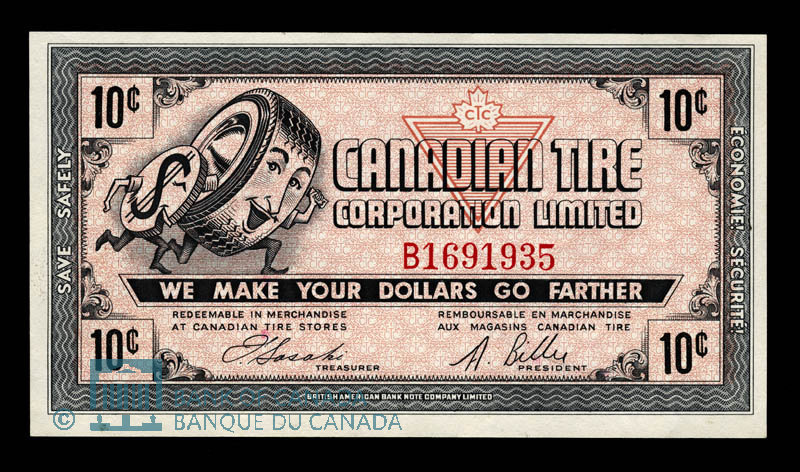 10¢
10¢
CTC
CANADIAN TIRE
CORPORATION LIMITED
$
B1691935
SAVE SAFELY
ÉCONOMIE! SÉCURITÉ!
WE MAKE YOUR DOLLARS GO FARTHER
REDEEMABLE IN MERCHANDISE
AT CANADIAN TIRE STORES
REMBOURSABLE EN MARCHANDISE
AUX MAGASINS CANADIAN TIRE
10¢
10¢
TREASURER
PRESIDENT
BRITISH AMERICAN BANK NOTE COMPANY LIMITED
©
BANQUE DU CANADA